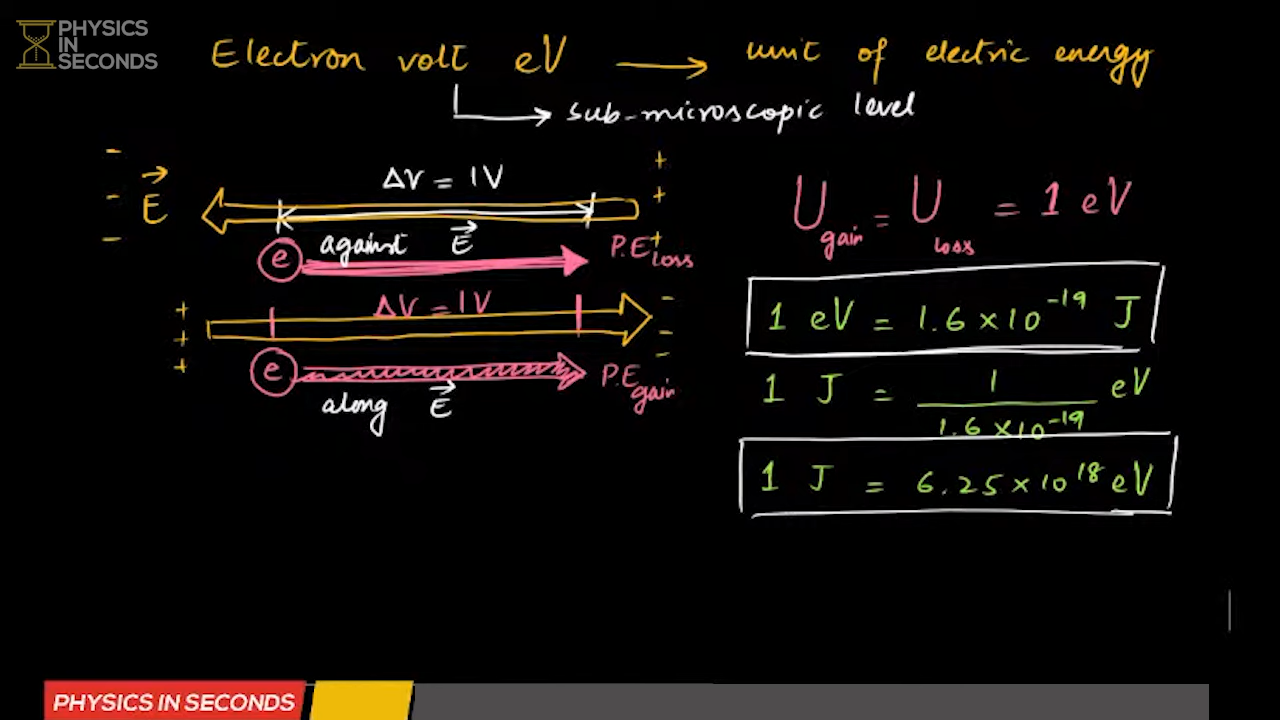 PHYSICS
IN
SECONDS
Electron volt eV → unit of electric energy
→ sub-microscopic level
- + 
- E⃗ ΔV = 1V +
- +
e against E⃗ P.E loss
+ ΔV = 1V -
+ -
+ -
e P.E gain
along E⃗
U gain = U loss = 1 eV
1 eV = 1.6 × 10⁻¹⁹ J
1 J = 1 / 1.6 × 10⁻¹⁹ eV
1 J = 6.25 × 10¹⁸ eV
PHYSICS IN SECONDS